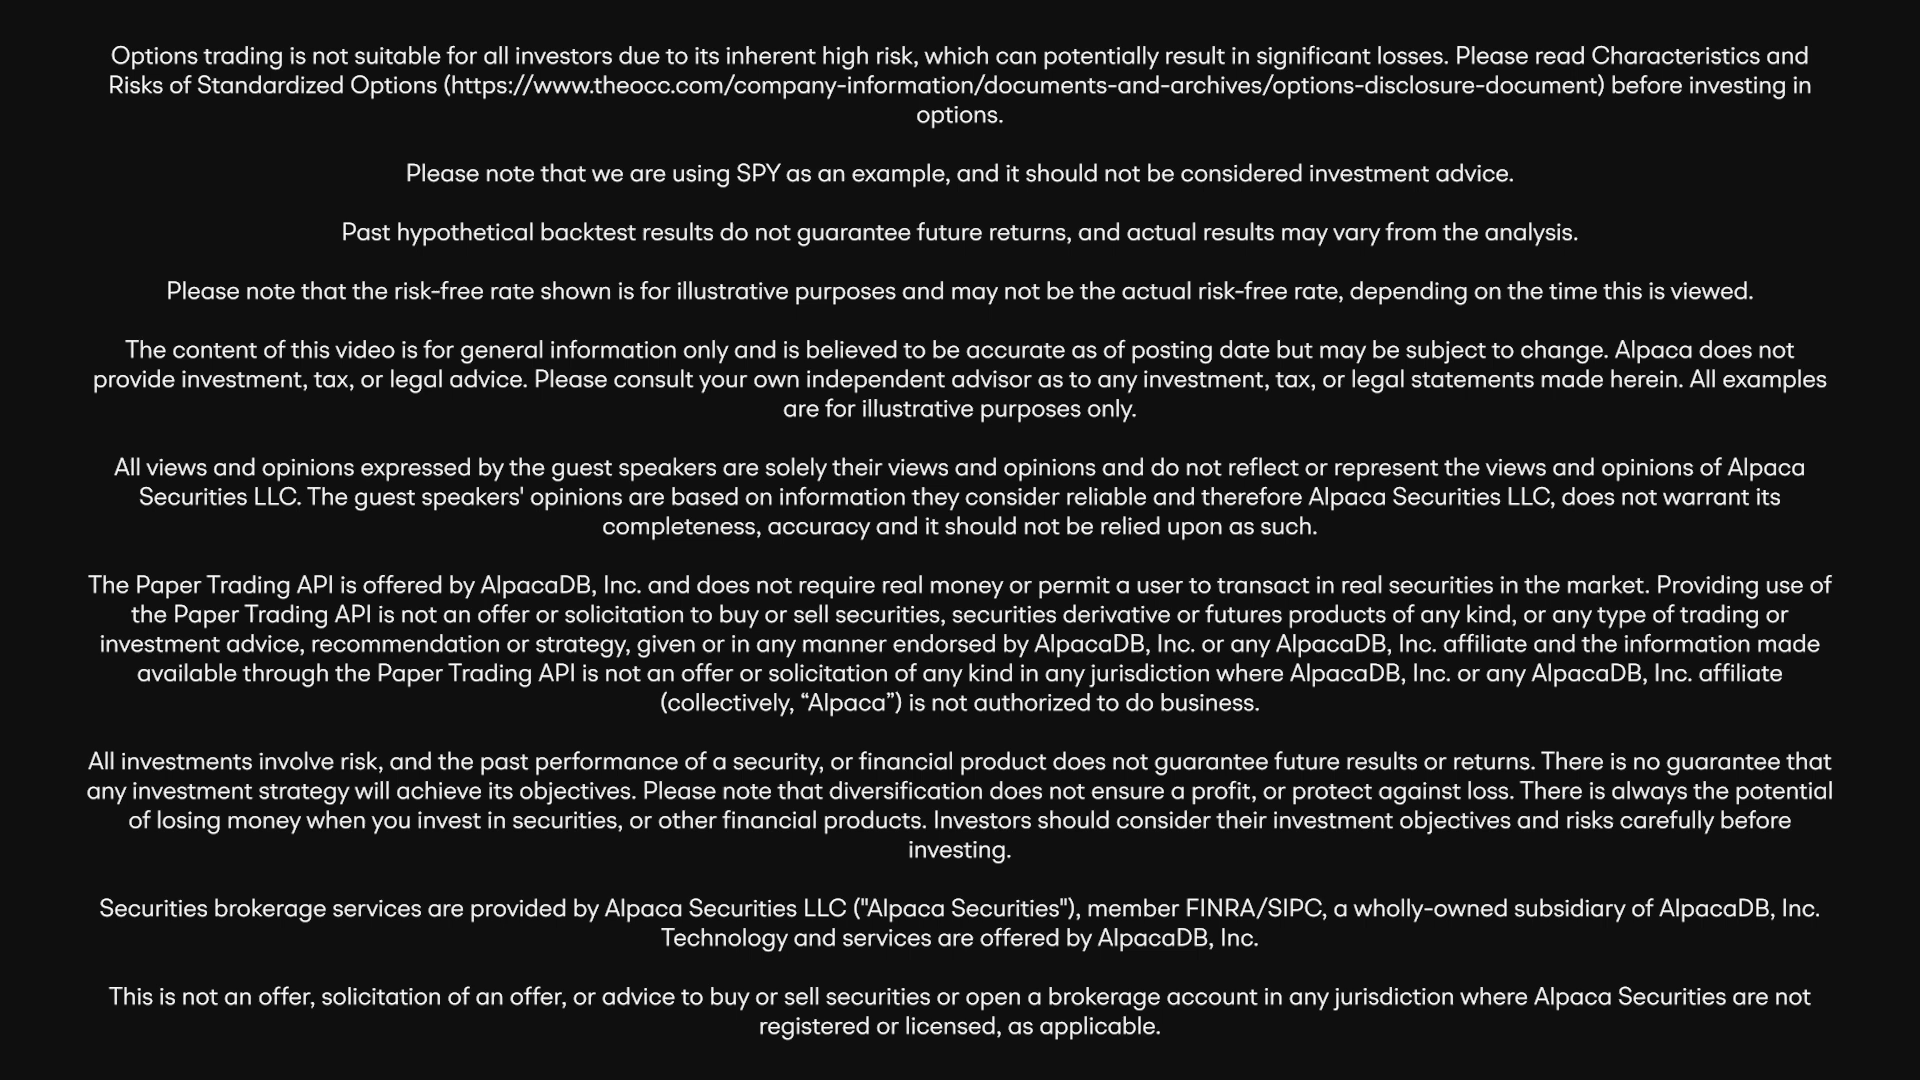 Options trading is not suitable for all investors due to its inherent high risk, which can potentially result in significant losses. Please read Characteristics and
Risks of Standardized Options (https://www.theocc.com/company-information/documents-and-archives/options-disclosure-document) before investing in
options.
Please note that we are using SPY as an example, and it should not be considered investment advice.
Past hypothetical backtest results do not guarantee future returns, and actual results may vary from the analysis.
Please note that the risk-free rate shown is for illustrative purposes and may not be the actual risk-free rate, depending on the time this is viewed.
The content of this video is for general information only and is believed to be accurate as of posting date but may be subject to change. Alpaca does not
provide investment, tax, or legal advice. Please consult your own independent advisor as to any investment, tax, or legal statements made herein. All examples
are for illustrative purposes only.
All views and opinions expressed by the guest speakers are solely their views and opinions and do not reflect or represent the views and opinions of Alpaca
Securities LLC. The guest speakers' opinions are based on information they consider reliable and therefore Alpaca Securities LLC, does not warrant its
completeness, accuracy and it should not be relied upon as such.
The Paper Trading API is offered by AlpacaDB, Inc. and does not require real money or permit a user to transact in real securities in the market. Providing use of
the Paper Trading API is not an offer or solicitation to buy or sell securities, securities derivative or futures products of any kind, or any type of trading or
investment advice, recommendation or strategy, given or in any manner endorsed by AlpacaDB, Inc. or any AlpacaDB, Inc. affiliate and the information made
available through the Paper Trading API is not an offer or solicitation of any kind in any jurisdiction where AlpacaDB, Inc. or any AlpacaDB, Inc. affiliate
(collectively, “Alpaca”) is not authorized to do business.
All investments involve risk, and the past performance of a security, or financial product does not guarantee future results or returns. There is no guarantee that
any investment strategy will achieve its objectives. Please note that diversification does not ensure a profit, or protect against loss. There is always the potential
of losing money when you invest in securities, or other financial products. Investors should consider their investment objectives and risks carefully before
investing.
Securities brokerage services are provided by Alpaca Securities LLC ("Alpaca Securities"), member FINRA/SIPC, a wholly-owned subsidiary of AlpacaDB, Inc.
Technology and services are offered by AlpacaDB, Inc.
This is not an offer, solicitation of an offer, or advice to buy or sell securities or open a brokerage account in any jurisdiction where Alpaca Securities are not
registered or licensed, as applicable.